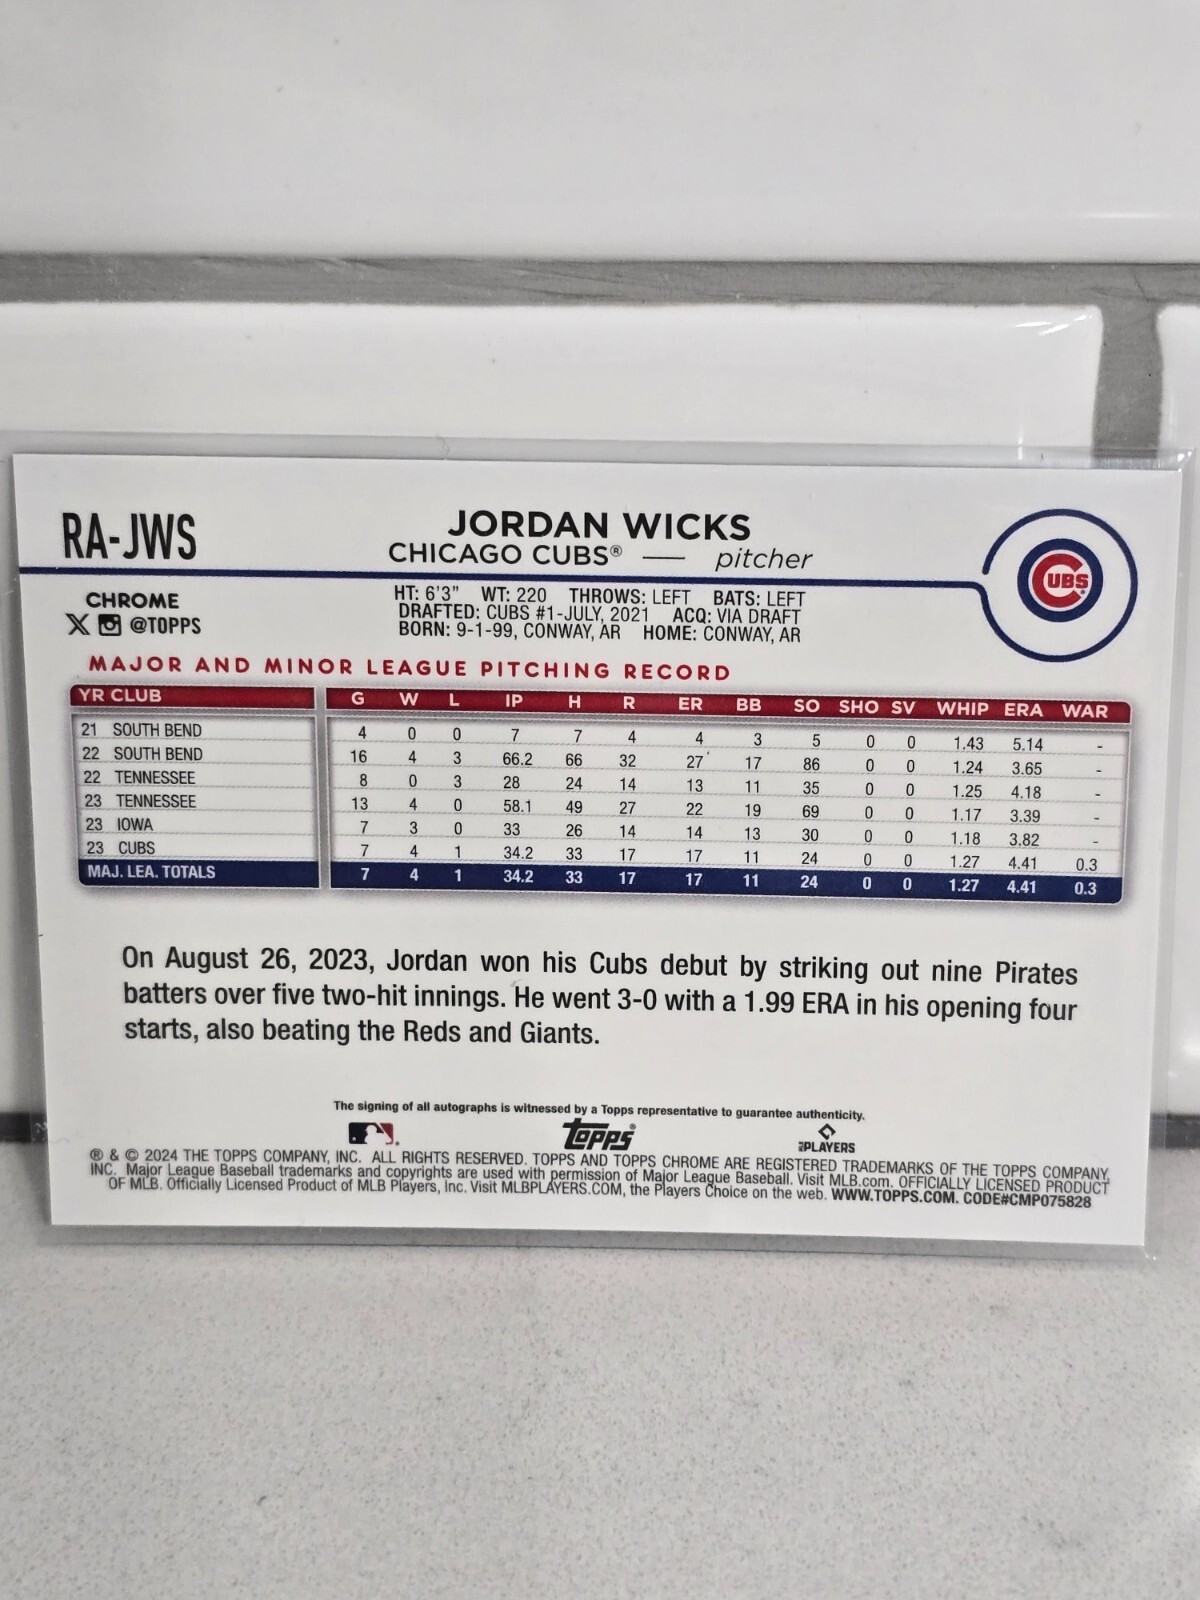 RA-JWS
JORDAN WICKS
CHICAGO CUBS® — pitcher
CUBS
CHROME
X @TOPPS
HT: 6'3" WT: 220 THROWS: LEFT BATS: LEFT
DRAFTED: CUBS #1-JULY, 2021 ACQ: VIA DRAFT
BORN: 9-1-99, CONWAY, AR HOME: CONWAY, AR
MAJOR AND MINOR LEAGUE PITCHING RECORD
YR CLUB G W L IP H R ER BB SO SHO SV WHIP ERA WAR
21 SOUTH BEND 4 0 0 7 7 4 4 3 5 0 0 1.43 5.14 -
22 SOUTH BEND 16 4 3 66.2 66 32 27 17 86 0 0 1.24 3.65 -
22 TENNESSEE 8 0 3 28 24 14 13 11 35 0 0 1.25 4.18 -
23 TENNESSEE 13 4 0 58.1 49 27 22 19 69 0 0 1.17 3.39 -
23 IOWA 7 3 0 33 26 14 14 13 30 0 0 1.18 3.82 -
23 CUBS 7 4 1 34.2 33 17 17 11 24 0 0 1.27 4.41 0.3
MAJ. LEA. TOTALS 7 4 1 34.2 33 17 17 11 24 0 0 1.27 4.41 0.3
On August 26, 2023, Jordan won his Cubs debut by striking out nine Pirates
batters over five two-hit innings. He went 3-0 with a 1.99 ERA in his opening four
starts, also beating the Reds and Giants.
The signing of all autographs is witnessed by a Topps representative to guarantee authenticity.
Topps®
MLB PLAYERS
® & © 2024 THE TOPPS COMPANY, INC. ALL RIGHTS RESERVED. TOPPS AND TOPPS CHROME ARE REGISTERED TRADEMARKS OF THE TOPPS COMPANY,
INC. Major League Baseball trademarks and copyrights are used with permission of Major League Baseball. Visit MLB.com. OFFICIALLY LICENSED PRODUCT
OF MLB. Officially Licensed Product of MLB Players, Inc. Visit MLBPLAYERS.COM, the Players Choice on the web. WWW.TOPPS.COM. CODE#CMP075828